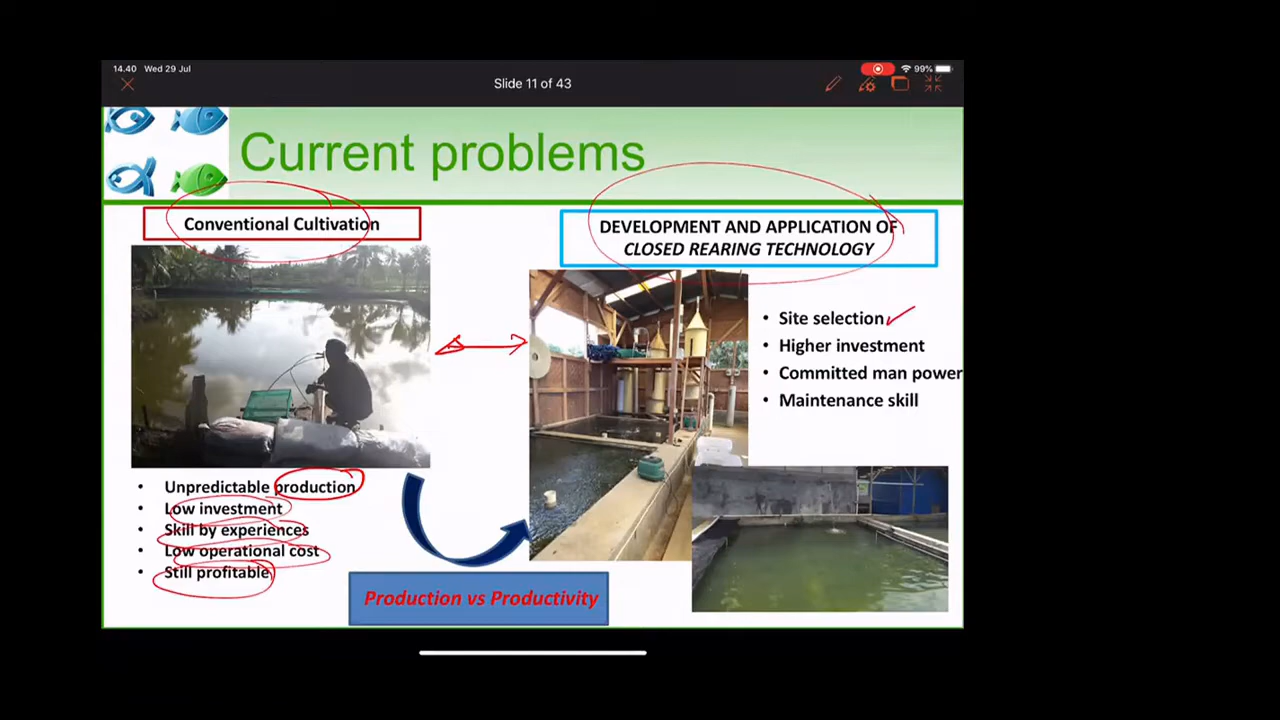 14.40 Wed 29 Jul
99%
Slide 11 of 43
Current problems
Conventional Cultivation
DEVELOPMENT AND APPLICATION OF
CLOSED REARING TECHNOLOGY
• Site selection
• Higher investment
• Committed man power
• Maintenance skill
• Unpredictable production
• Low investment
• Skill by experiences
• Low operational cost
• Still profitable
Production vs Productivity